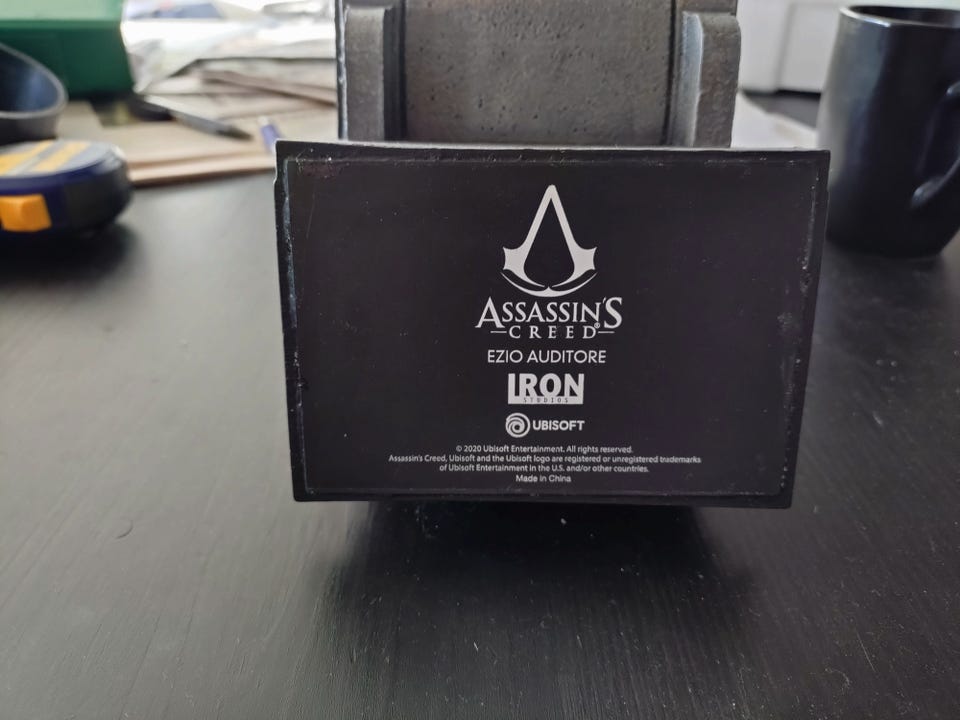 ASSASSIN'S
CREED®
EZIO AUDITORE
IRON
STUDIOS
UBISOFT
© 2020 Ubisoft Entertainment. All rights reserved.
Assassin's Creed, Ubisoft and the Ubisoft logo are registered or unregistered trademarks
of Ubisoft Entertainment in the U.S. and/or other countries.
Made in China